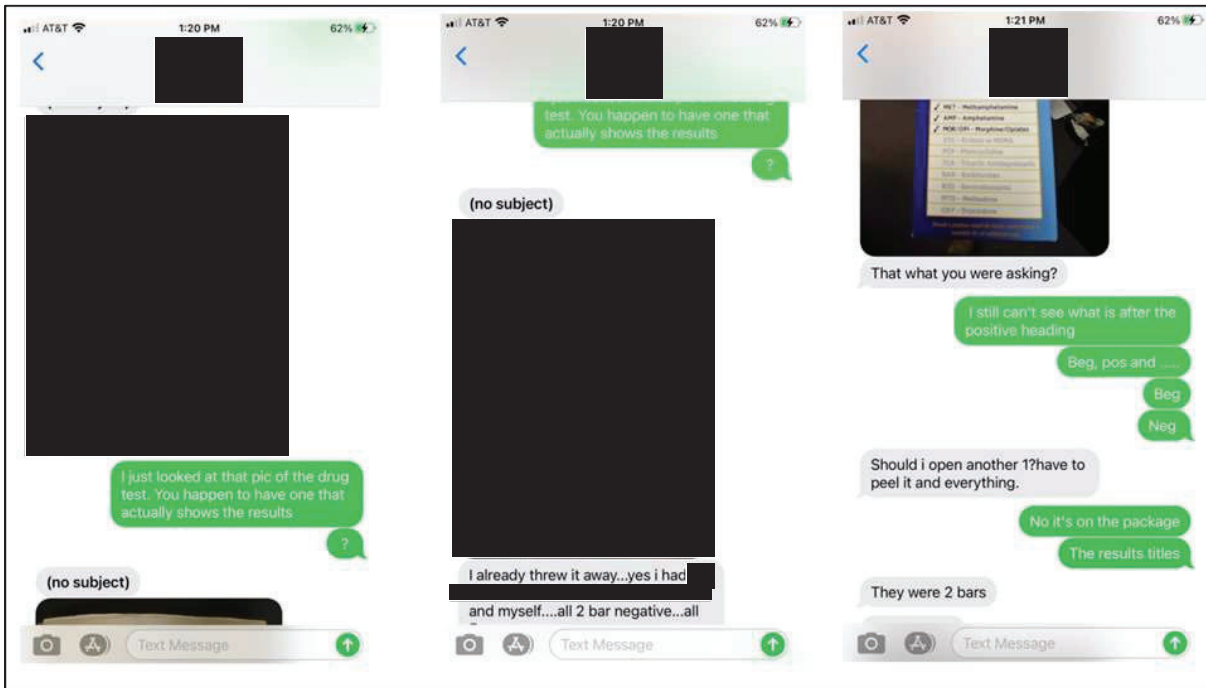 AT&T 1:20 PM 62%
I just looked at that pic of the drug
test. You happen to have one that
actually shows the results
?
(no subject)
Text Message
AT&T 1:20 PM 62%
test. You happen to have one that
actually shows the results
?
(no subject)
I already threw it away...yes i had
and myself....all 2 bar negative...all
Text Message
AT&T 1:21 PM 62%
MET - Methamphetamine
AMP - Amphetamine
MOR/OPI - Morphine/Opiates
That what you were asking?
I still can't see what is after the
positive heading
Beg, pos and .....
Beg
Neg
Should i open another 1?have to
peel it and everything.
No it's on the package
The results titles
They were 2 bars
Text Message